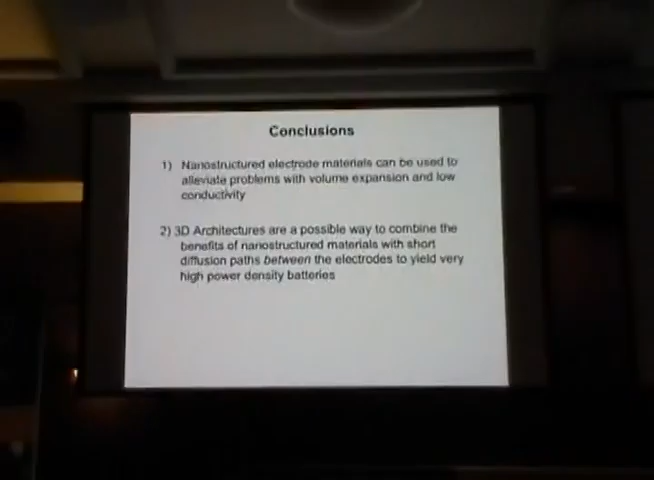 Conclusions
1) Nanostructured electrode materials can be used to
alleviate problems with volume expansion and low
conductivity
2) 3D Architectures are a possible way to combine the
benefits of nanostructured materials with short
diffusion paths between the electrodes to yield very
high power density batteries